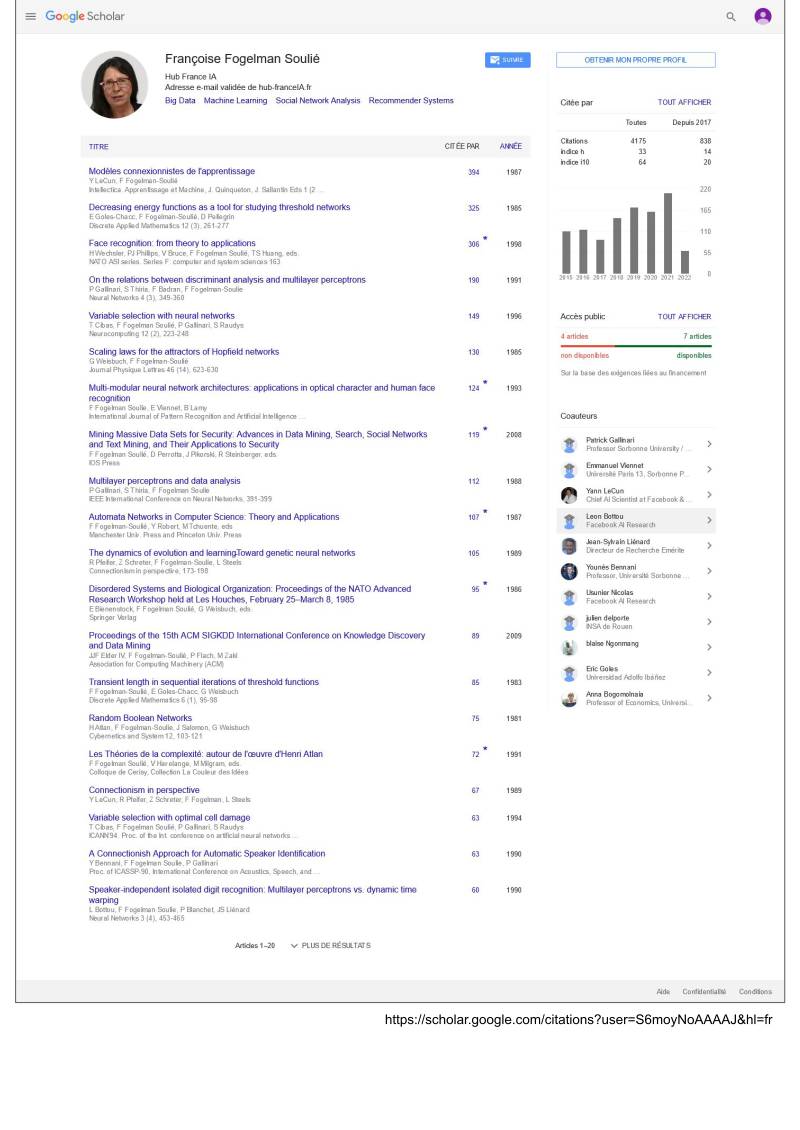 Google Scholar
Françoise Fogelman Soulié
Hub France IA
Adresse e-mail validée de hub-franceIA.fr
Big Data Machine Learning Social Network Analysis Recommender Systems
SUIVRE
TITRE CITÉE PAR ANNÉE
Modèles connexionnistes de l'apprentissage 394 1987
Y LeCun, F Fogelman-Soulié
Intellectica. Apprentissage et Machine, J. Quinqueton, J. Sallantin Eds 1 (2 ...
Decreasing energy functions as a tool for studying threshold networks 325 1985
E Goles-Chacc, F Fogelman-Soulié, D Pellegrin
Discrete Applied Mathematics 12 (3), 261-277
Face recognition: from theory to applications 306 * 1998
H Wechsler, PJ Phillips, V Bruce, F Fogelman Soulié, TS Huang, eds.
NATO ASI series. Series F: computer and system sciences 163
On the relations between discriminant analysis and multilayer perceptrons 190 1991
P Gallinari, S Thiria, F Badran, F Fogelman-Soulie
Neural Networks 4 (3), 349-360
Variable selection with neural networks 149 1996
T Cibas, F Fogelman Soulié, P Gallinari, S Raudys
Neurocomputing 12 (2), 223-248
Scaling laws for the attractors of Hopfield networks 130 1985
G Weisbuch, F Fogelman-Soulié
Journal Physique Letters 46 (14), 623-630
Multi-modular neural network architectures: applications in optical character and human face 124 * 1993
recognition
F Fogelman Soulie, E Viennet, B Lamy
International Journal of Pattern Recognition and Artificial Intelligence ...
Mining Massive Data Sets for Security: Advances in Data Mining, Search, Social Networks 119 * 2008
and Text Mining, and Their Applications to Security
F Fogelman Soulié, D Perrotta, J Pikorski, R Steinberger, eds.
IOS Press
Multilayer perceptrons and data analysis 112 1988
P Gallinari, S Thiria, F Fogelman Soulie
IEEE International Conference on Neural Networks, 391-399
Automata Networks in Computer Science: Theory and Applications 107 * 1987
F Fogelman-Soulié, Y Robert, M Tchuente, eds
Manchester Univ. Press and Princeton Univ. Press
The dynamics of evolution and learningToward genetic neural networks 105 1989
R Pfeifer, Z Schreter, F Fogelman-Soulie, L Steels
Connectionism in perspective, 173-198
Disordered Systems and Biological Organization: Proceedings of the NATO Advanced 95 * 1986
Research Workshop held at Les Houches, February 25–March 8, 1985
E Bienenstock, F Fogelman Soulié, G Weisbuch, eds.
Springer Verlag
Proceedings of the 15th ACM SIGKDD International Conference on Knowledge Discovery 89 2009
and Data Mining
JJF Elder IV, F Fogelman-Soulié, P Flach, M Zaki
Association for Computing Machinery (ACM)
Transient length in sequential iterations of threshold functions 85 1983
F Fogelman-Soulié, E Goles-Chacc, G Weisbuch
Discrete Applied Mathematics 6 (1), 95-98
Random Boolean Networks 75 1981
H Atlan, F Fogelman-Soulie, J Salomon, G Weisbuch
Cybernetics and System 12, 103-121
Les Théories de la complexité: autour de l'œuvre d'Henri Atlan 72 * 1991
F Fogelman Soulié, V Havelange, M Milgram, eds.
Colloque de Cerisy, Collection La Couleur des Idées
Connectionism in perspective 67 1989
Y LeCun, R Pfeifer, Z Schreter, F Fogelman, L Steels
Variable selection with optimal cell damage 63 1994
T Cibas, F Fogelman Soulié, P Gallinari, S Raudys
ICANN'94. Proc. of the Int. conference on artificial neural networks ...
A Connectionish Approach for Automatic Speaker Identification 63 1990
Y Bennani, F Fogelman Soulie, P Gallinari
Proc. of ICASSP-90, International Conference on Acoustics, Speech, and ...
Speaker-independent isolated digit recognition: Multilayer perceptrons vs. dynamic time 60 1990
warping
L Bottou, F Fogelman Soulie, P Blanchet, JS Liénard
Neural Networks 3 (4), 453-465
Articles 1–20 PLUS DE RÉSULTATS
OBTENIR MON PROPRE PROFIL
Citée par TOUT AFFICHER
Toutes Depuis 2017
Citations 4175 838
indice h 33 14
indice i10 64 20
220
165
110
55
0
2015 2016 2017 2018 2019 2020 2021 2022
Accès public TOUT AFFICHER
4 articles 7 articles
non disponibles disponibles
Sur la base des exigences liées au financement
Coauteurs
Patrick Gallinari
Professor Sorbonne University / ...
Emmanuel Viennet
Université Paris 13, Sorbonne P...
Yann LeCun
Chief AI Scientist at Facebook & ...
Leon Bottou
Facebook AI Research
Jean-Sylvain Liénard
Directeur de Recherche Emérite
Younès Bennani
Professor, Université Sorbonne ...
Usunier Nicolas
Facebook AI Research
julien delporte
INSA de Rouen
blaise Ngonmang
Eric Goles
Universidad Adolfo Ibáñez
Anna Bogomolnaia
Professor of Economics, Universi...
Aide Confidentialité Conditions
https://scholar.google.com/citations?user=S6moyNoAAAAJ&hl=fr